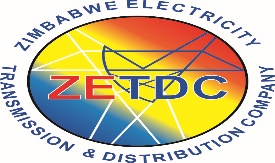 ZIMBABWE ELECTRICITY
ZETDC
TRANSMISSION & DISTRIBUTION COMPANY